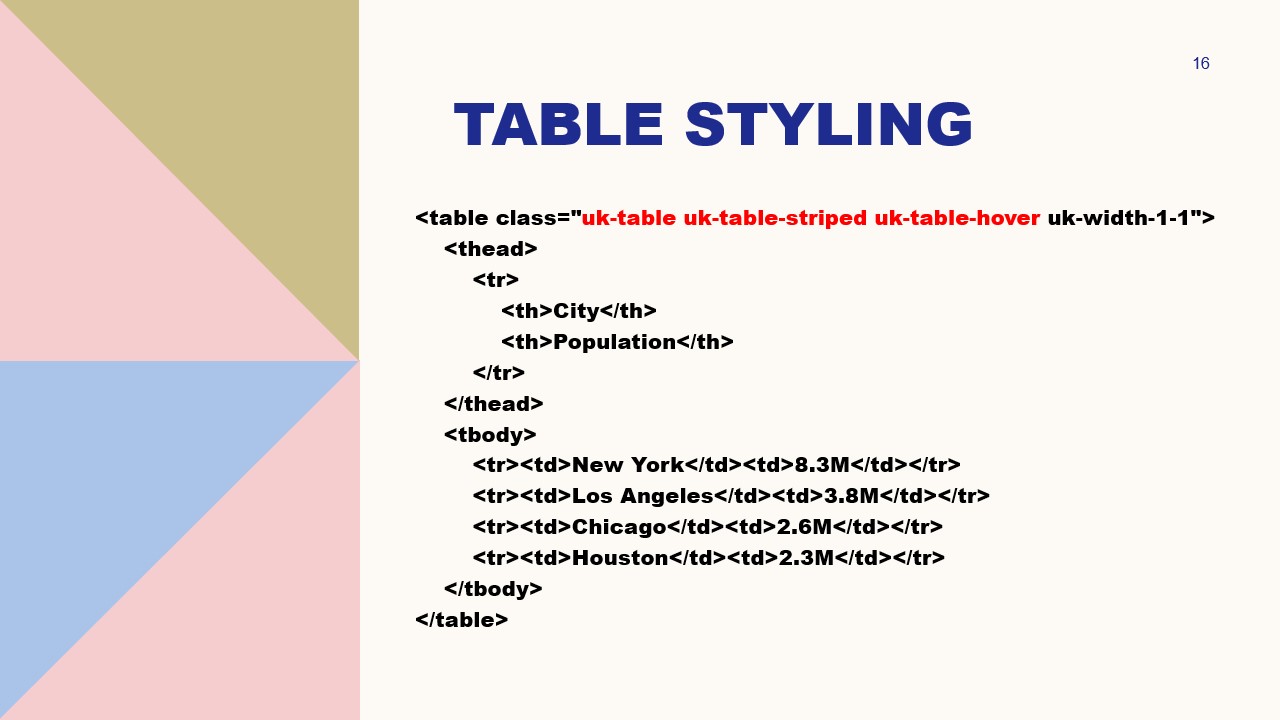 16
TABLE STYLING
<table class="uk-table uk-table-striped uk-table-hover uk-width-1-1">
<thead>
<tr>
<th>City</th>
<th>Population</th>
</tr>
</thead>
<tbody>
<tr><td>New York</td><td>8.3M</td></tr>
<tr><td>Los Angeles</td><td>3.8M</td></tr>
<tr><td>Chicago</td><td>2.6M</td></tr>
<tr><td>Houston</td><td>2.3M</td></tr>
</tbody>
</table>